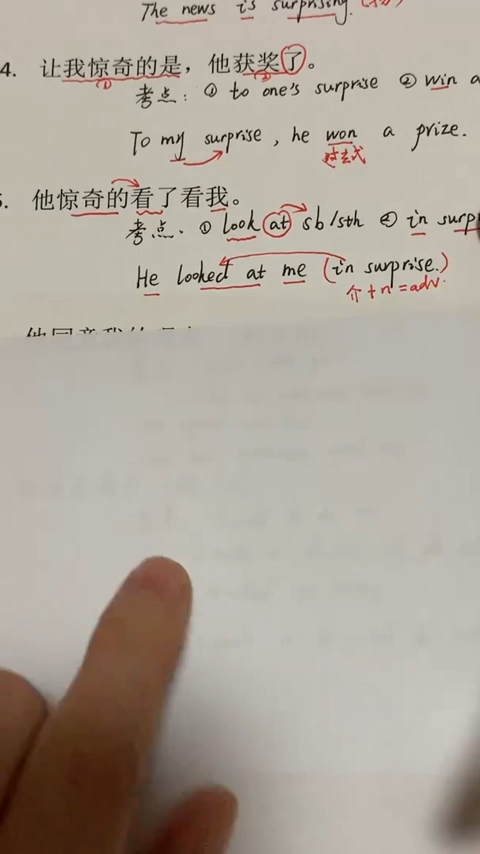 The news is surprising.
4. 让我惊奇的是，他获奖了。
①  ②
考点：① to one's surprise ② win a
To my surprise, he won a prize.
过去式
5. 他惊奇的看了看我。
考点：① look at sb/sth ② in surp
He looked at me (in surprise.)
介+n=adv.